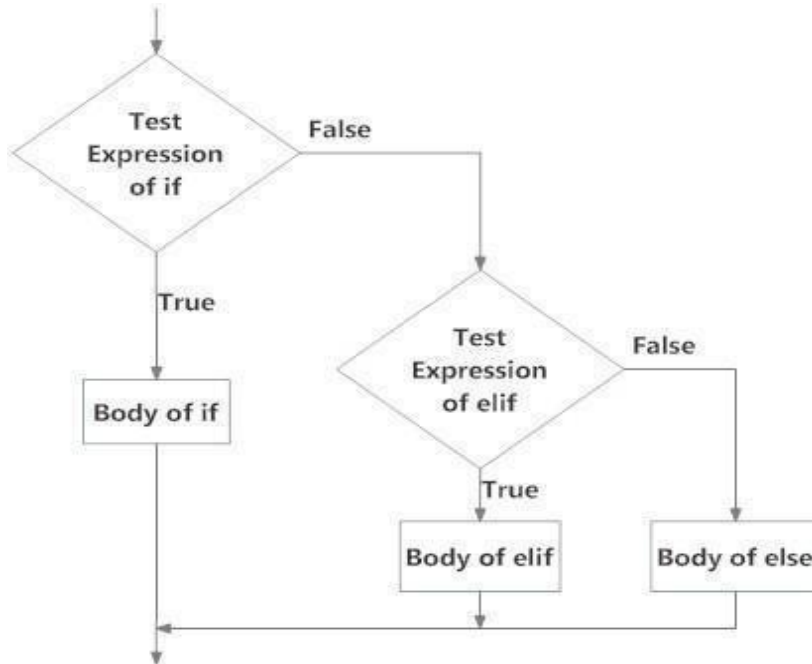 Test
Expression
of if
False
True
Body of if
Test
Expression
of elif
False
True
Body of elif
Body of else